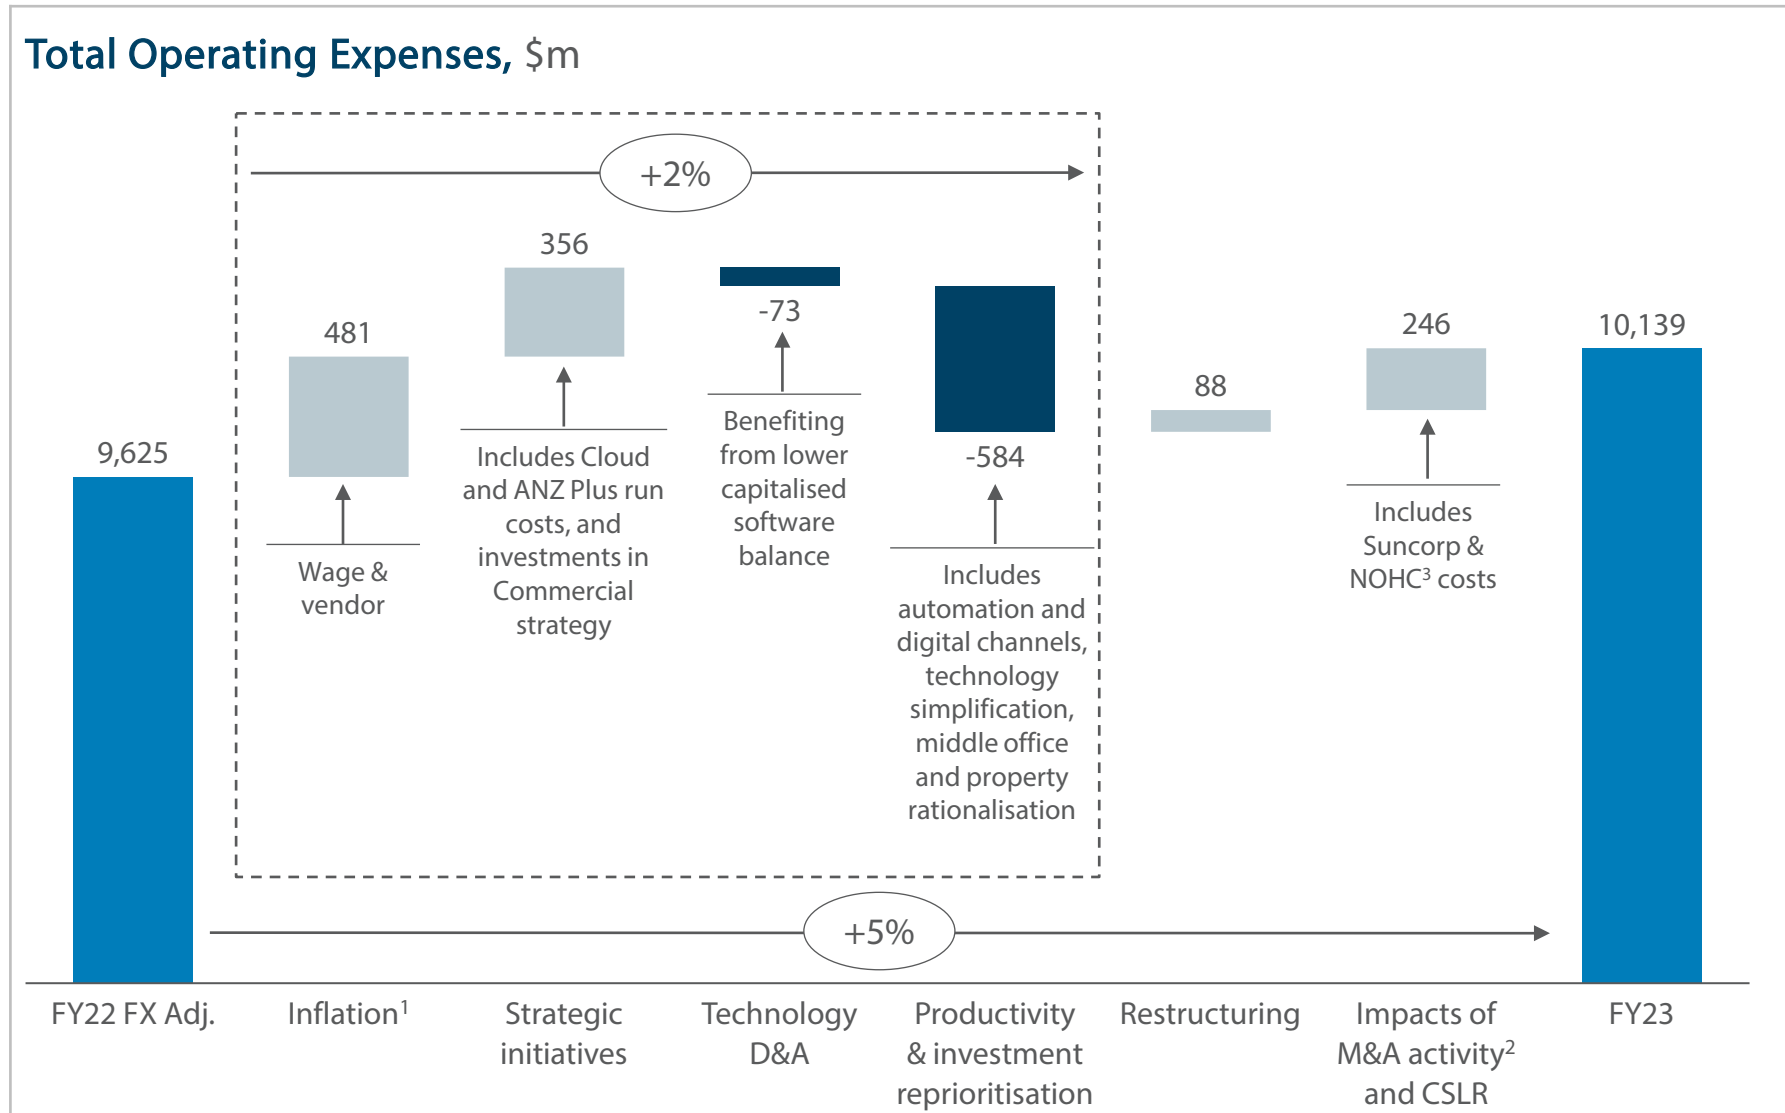 Total Operating Expenses, $m
+2%
356
481
-73
246
10,139
88
9,625
-584
Wage &
vendor
Includes Cloud
and ANZ Plus run
costs, and
investments in
Commercial
strategy
Benefiting
from lower
capitalised
software
balance
Includes
automation and
digital channels,
technology
simplification,
middle office
and property
rationalisation
Includes
Suncorp &
NOHC³ costs
+5%
FY22 FX Adj.
Inflation¹
Strategic
initiatives
Technology
D&A
Productivity
& investment
reprioritisation
Restructuring
Impacts of
M&A activity²
and CSLR
FY23